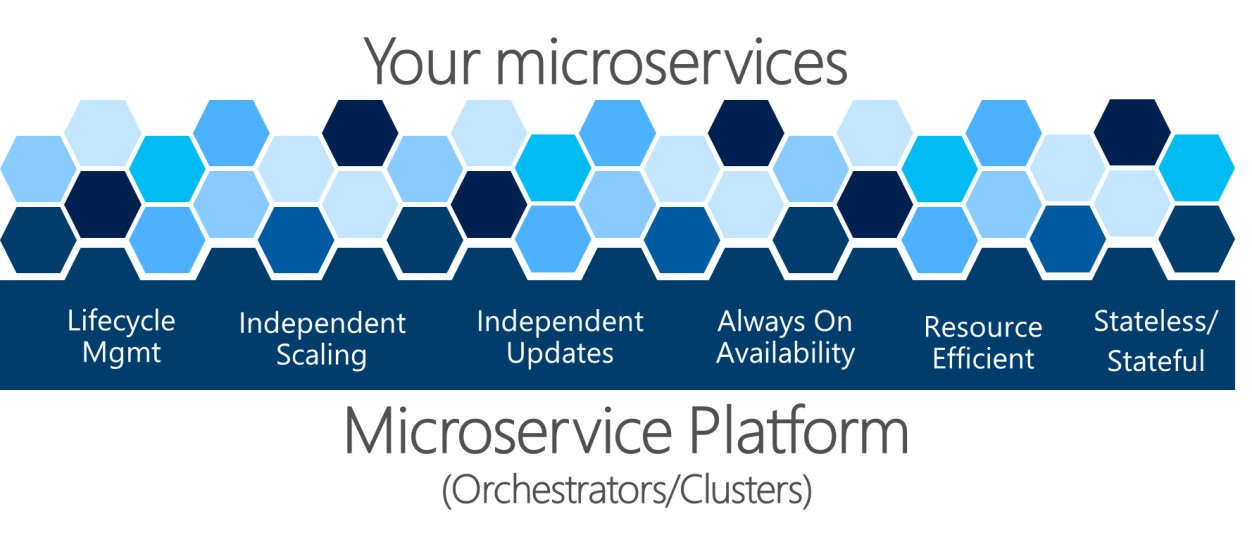 Your microservices
Lifecycle
Mgmt
Independent
Scaling
Independent
Updates
Always On
Availability
Resource
Efficient
Stateless/
Stateful
Microservice Platform
(Orchestrators/Clusters)